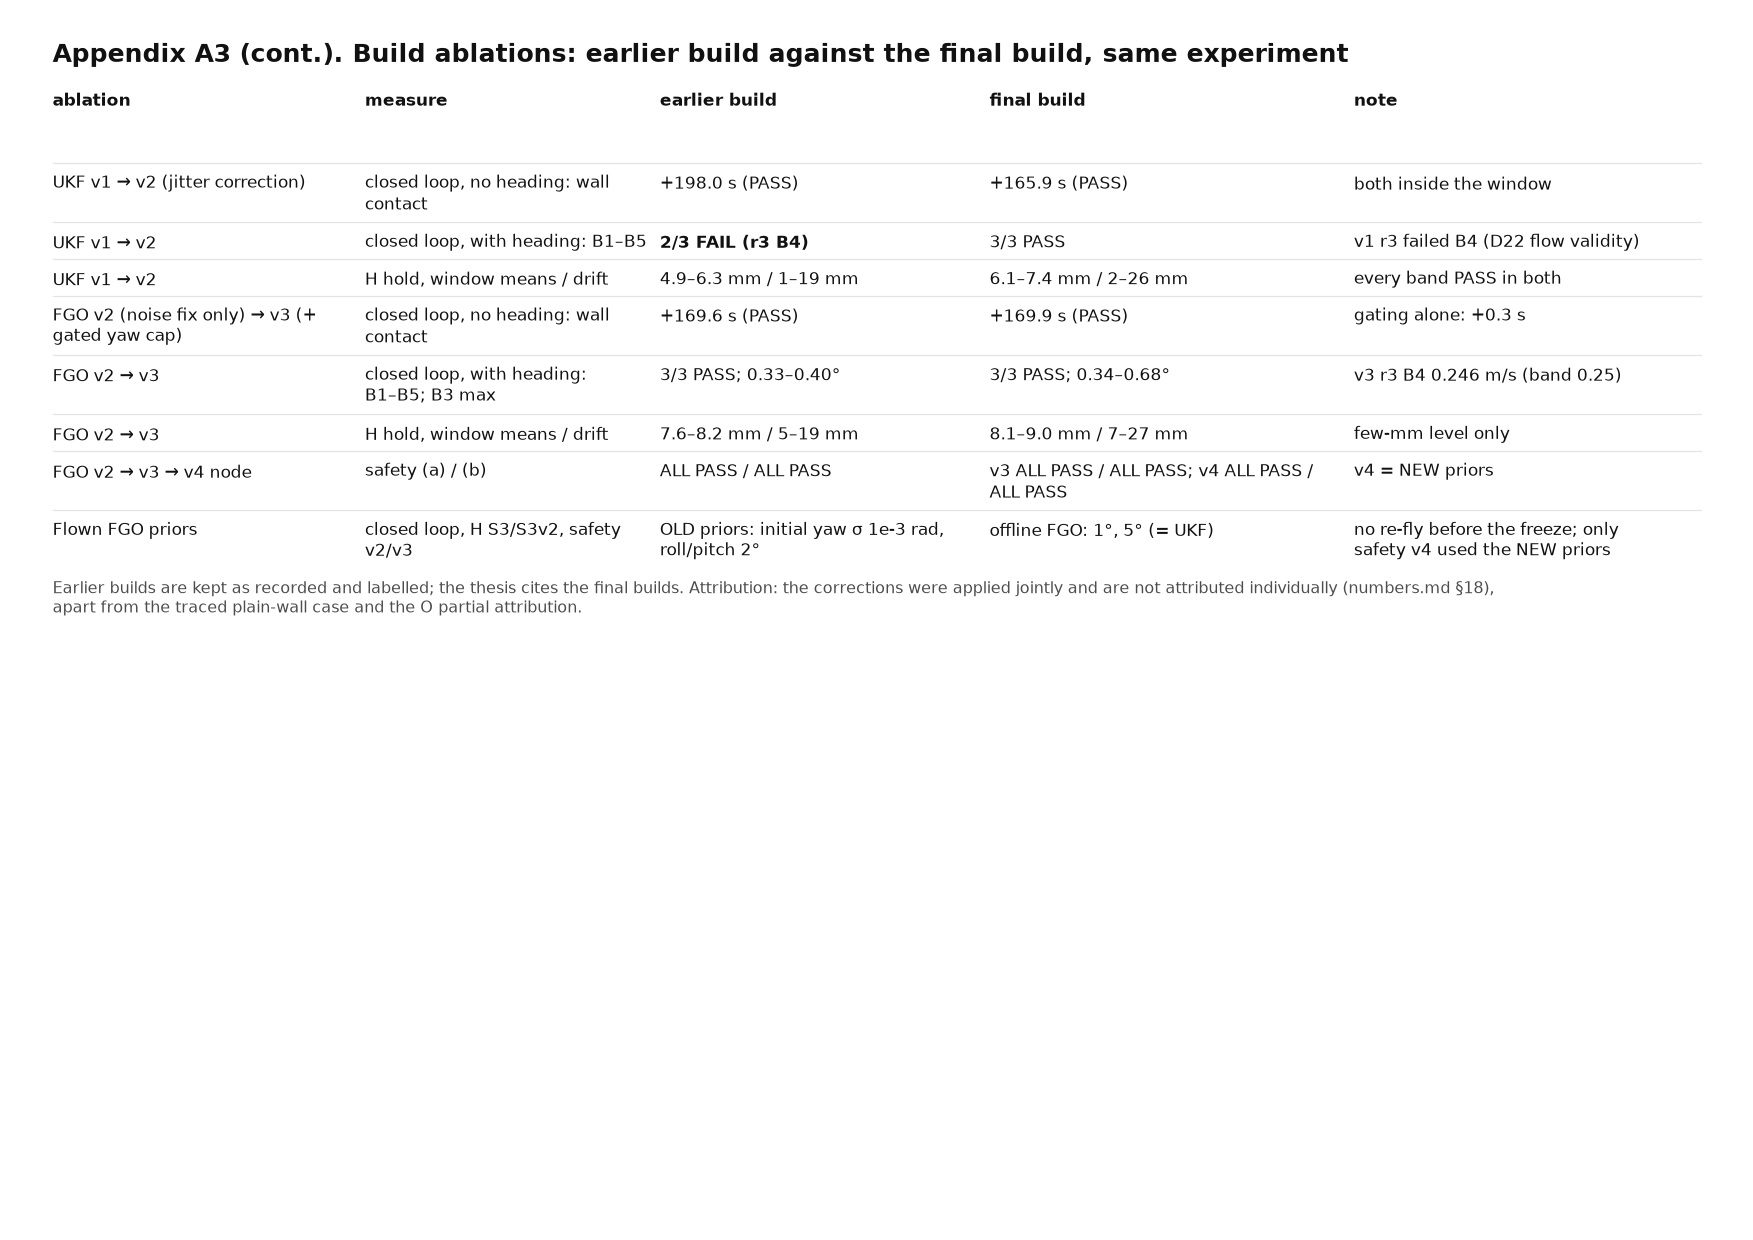 Appendix A3 (cont.). Build ablations: earlier build against the final build, same experiment
ablation measure earlier build final build note
UKF v1 → v2 (jitter correction) closed loop, no heading: wall +198.0 s (PASS) +165.9 s (PASS) both inside the window
contact
UKF v1 → v2 closed loop, with heading: B1–B5 2/3 FAIL (r3 B4) 3/3 PASS v1 r3 failed B4 (D22 flow validity)
UKF v1 → v2 H hold, window means / drift 4.9–6.3 mm / 1–19 mm 6.1–7.4 mm / 2–26 mm every band PASS in both
FGO v2 (noise fix only) → v3 (+ closed loop, no heading: wall +169.6 s (PASS) +169.9 s (PASS) gating alone: +0.3 s
gated yaw cap) contact
FGO v2 → v3 closed loop, with heading: 3/3 PASS; 0.33–0.40° 3/3 PASS; 0.34–0.68° v3 r3 B4 0.246 m/s (band 0.25)
B1–B5; B3 max
FGO v2 → v3 H hold, window means / drift 7.6–8.2 mm / 5–19 mm 8.1–9.0 mm / 7–27 mm few-mm level only
FGO v2 → v3 → v4 node safety (a) / (b) ALL PASS / ALL PASS v3 ALL PASS / ALL PASS; v4 ALL PASS / v4 = NEW priors
ALL PASS
Flown FGO priors closed loop, H S3/S3v2, safety OLD priors: initial yaw σ 1e-3 rad, offline FGO: 1°, 5° (= UKF) no re-fly before the freeze; only
v2/v3 roll/pitch 2° safety v4 used the NEW priors
Earlier builds are kept as recorded and labelled; the thesis cites the final builds. Attribution: the corrections were applied jointly and are not attributed individually (numbers.md §18),
apart from the traced plain-wall case and the O partial attribution.